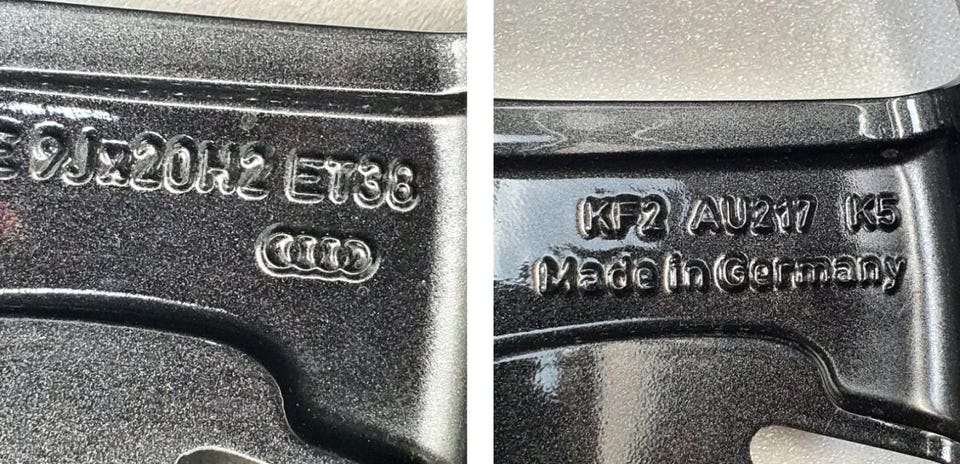 E 9Jx20H2 ET38
KF2 AU217 K5
Made in Germany